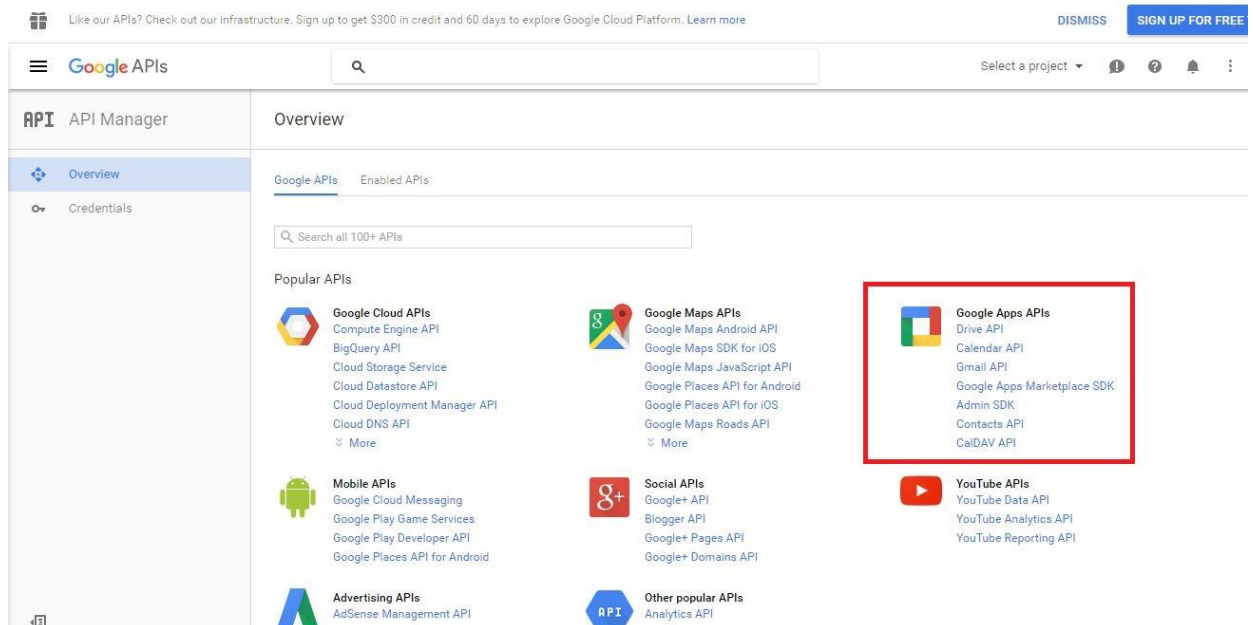 Like our APIs? Check out our infrastructure. Sign up to get $300 in credit and 60 days to explore Google Cloud Platform. Learn more
DISMISS
SIGN UP FOR FREE
Google APIs
Select a project
API API Manager
Overview
Overview
Credentials
Google APIs
Enabled APIs
Search all 100+ APIs
Popular APIs
Google Cloud APIs
Compute Engine API
BigQuery API
Cloud Storage Service
Cloud Datastore API
Cloud Deployment Manager API
Cloud DNS API
More
g
Google Maps APIs
Google Maps Android API
Google Maps SDK for iOS
Google Maps JavaScript API
Google Places API for Android
Google Places API for iOS
Google Maps Roads API
More
Google Apps APIs
Drive API
Calendar API
Gmail API
Google Apps Marketplace SDK
Admin SDK
Contacts API
CalDAV API
Mobile APIs
Google Cloud Messaging
Google Play Game Services
Google Play Developer API
Google Places API for Android
g+
Social APIs
Google+ API
Blogger API
Google+ Pages API
Google+ Domains API
YouTube APIs
YouTube Data API
YouTube Analytics API
YouTube Reporting API
Advertising APIs
AdSense Management API
API
Other popular APIs
Analytics API